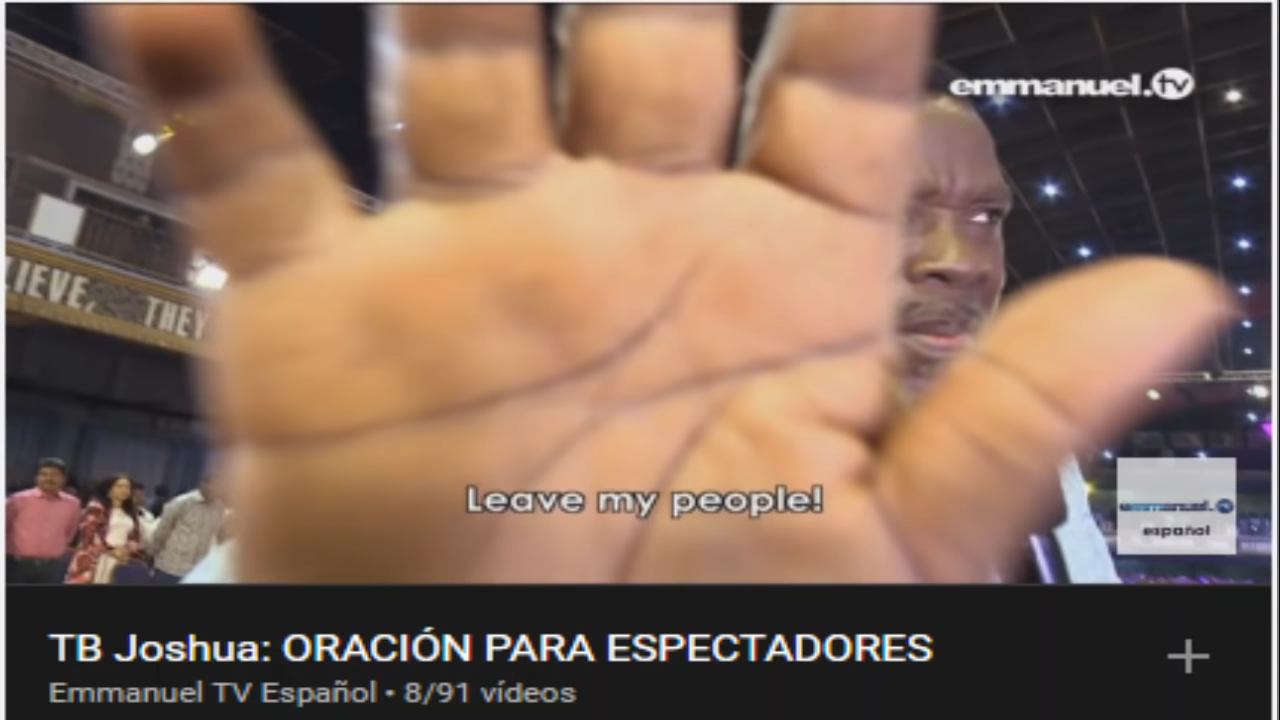 emmanuel.tv
LIEVE, THEY
Leave my people!
emmanuel.tv
español
TB Joshua: ORACIÓN PARA ESPECTADORES
Emmanuel TV Español • 8/91 vídeos